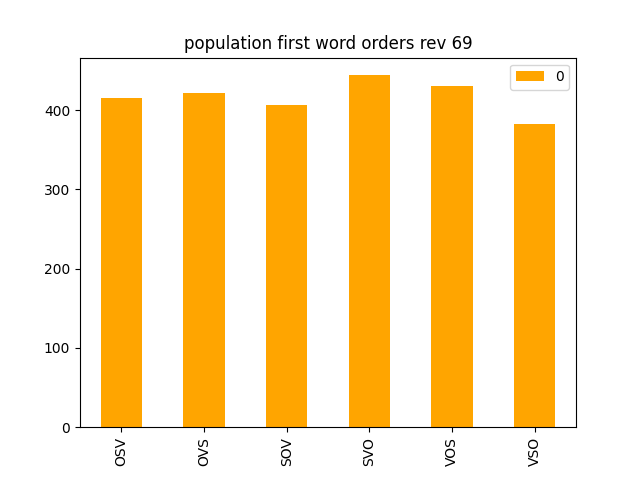 population first word orders rev 69
0
400
300
200
100
0
OSV
OVS
SOV
SVO
VOS
VSO